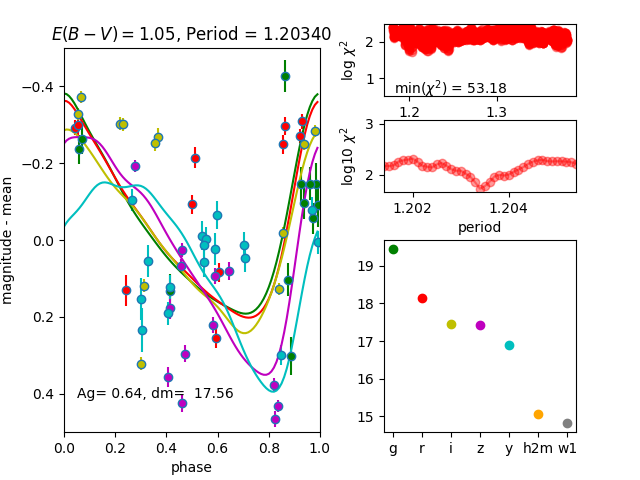 E(B − V) = 1.05, Period = 1.20340
magnitude - mean
−0.4
−0.2
0.0
0.2
0.4
Ag= 0.64, dm=  17.56
0.0 0.2 0.4 0.6 0.8 1.0
phase
log χ²
2
1
min(χ²) = 53.18
1.2 1.3
log10 χ²
3
2
1.202 1.204
period
19
18
17
16
15
g r i z y h2m w1